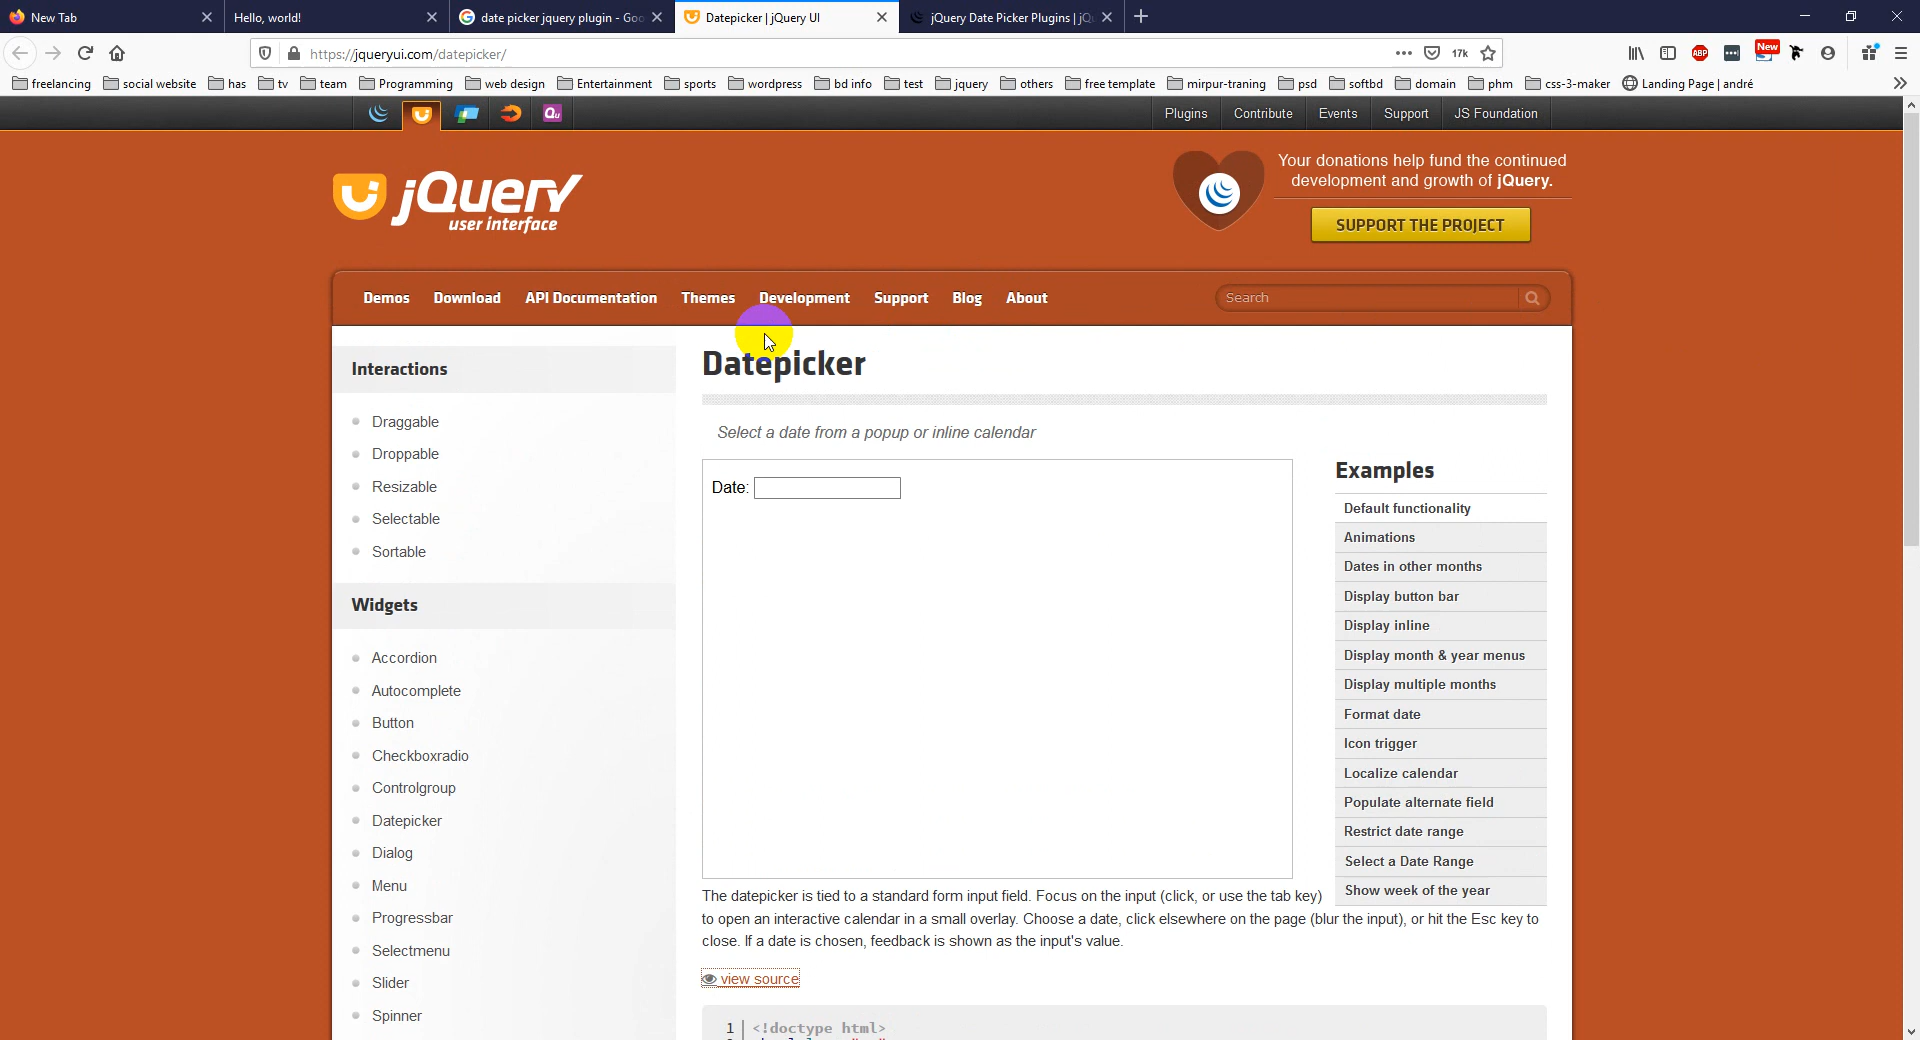 New Tab
Hello, world!
date picker jquery plugin - Goo
Datepicker | jQuery UI
jQuery Date Picker Plugins | jQ
https://jqueryui.com/datepicker/
17k
ABP
New
freelancing
social website
has
tv
team
Programming
web design
Entertainment
sports
wordpress
bd info
test
jquery
others
free template
mirpur-traning
psd
softbd
domain
phm
css-3-maker
Landing Page | andré
Qu
Plugins
Contribute
Events
Support
JS Foundation
jQuery
user interface
Your donations help fund the continued
development and growth of jQuery.
SUPPORT THE PROJECT
Demos
Download
API Documentation
Themes
Development
Support
Blog
About
Search
Interactions
Draggable
Droppable
Resizable
Selectable
Sortable
Widgets
Accordion
Autocomplete
Button
Checkboxradio
Controlgroup
Datepicker
Dialog
Menu
Progressbar
Selectmenu
Slider
Spinner
Datepicker
Select a date from a popup or inline calendar
Date:
Examples
Default functionality
Animations
Dates in other months
Display button bar
Display inline
Display month & year menus
Display multiple months
Format date
Icon trigger
Localize calendar
Populate alternate field
Restrict date range
Select a Date Range
Show week of the year
The datepicker is tied to a standard form input field. Focus on the input (click, or use the tab key)
to open an interactive calendar in a small overlay. Choose a date, click elsewhere on the page (blur the input), or hit the Esc key to
close. If a date is chosen, feedback is shown as the input's value.
view source
1 <!doctype html>